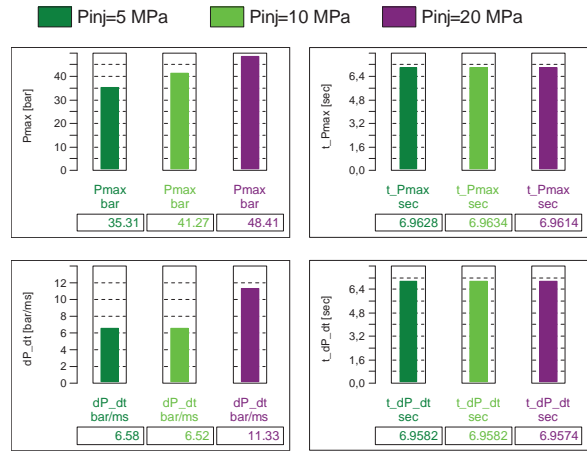 Pinj=5 MPa Pinj=10 MPa Pinj=20 MPa
Pmax [bar]
40
30
20
10
0
Pmax Pmax Pmax
bar bar bar
35.31 41.27 48.41
t_Pmax [sec]
6,4
4,8
3,2
1,6
0,0
t_Pmax t_Pmax t_Pmax
sec sec sec
6.9628 6.9634 6.9614
dP_dt [bar/ms]
12
10
8
6
4
2
0
dP_dt dP_dt dP_dt
bar/ms bar/ms bar/ms
6.58 6.52 11.33
t_dP_dt [sec]
6,4
4,8
3,2
1,6
0,0
t_dP_dt t_dP_dt t_dP_dt
sec sec sec
6.9582 6.9582 6.9574